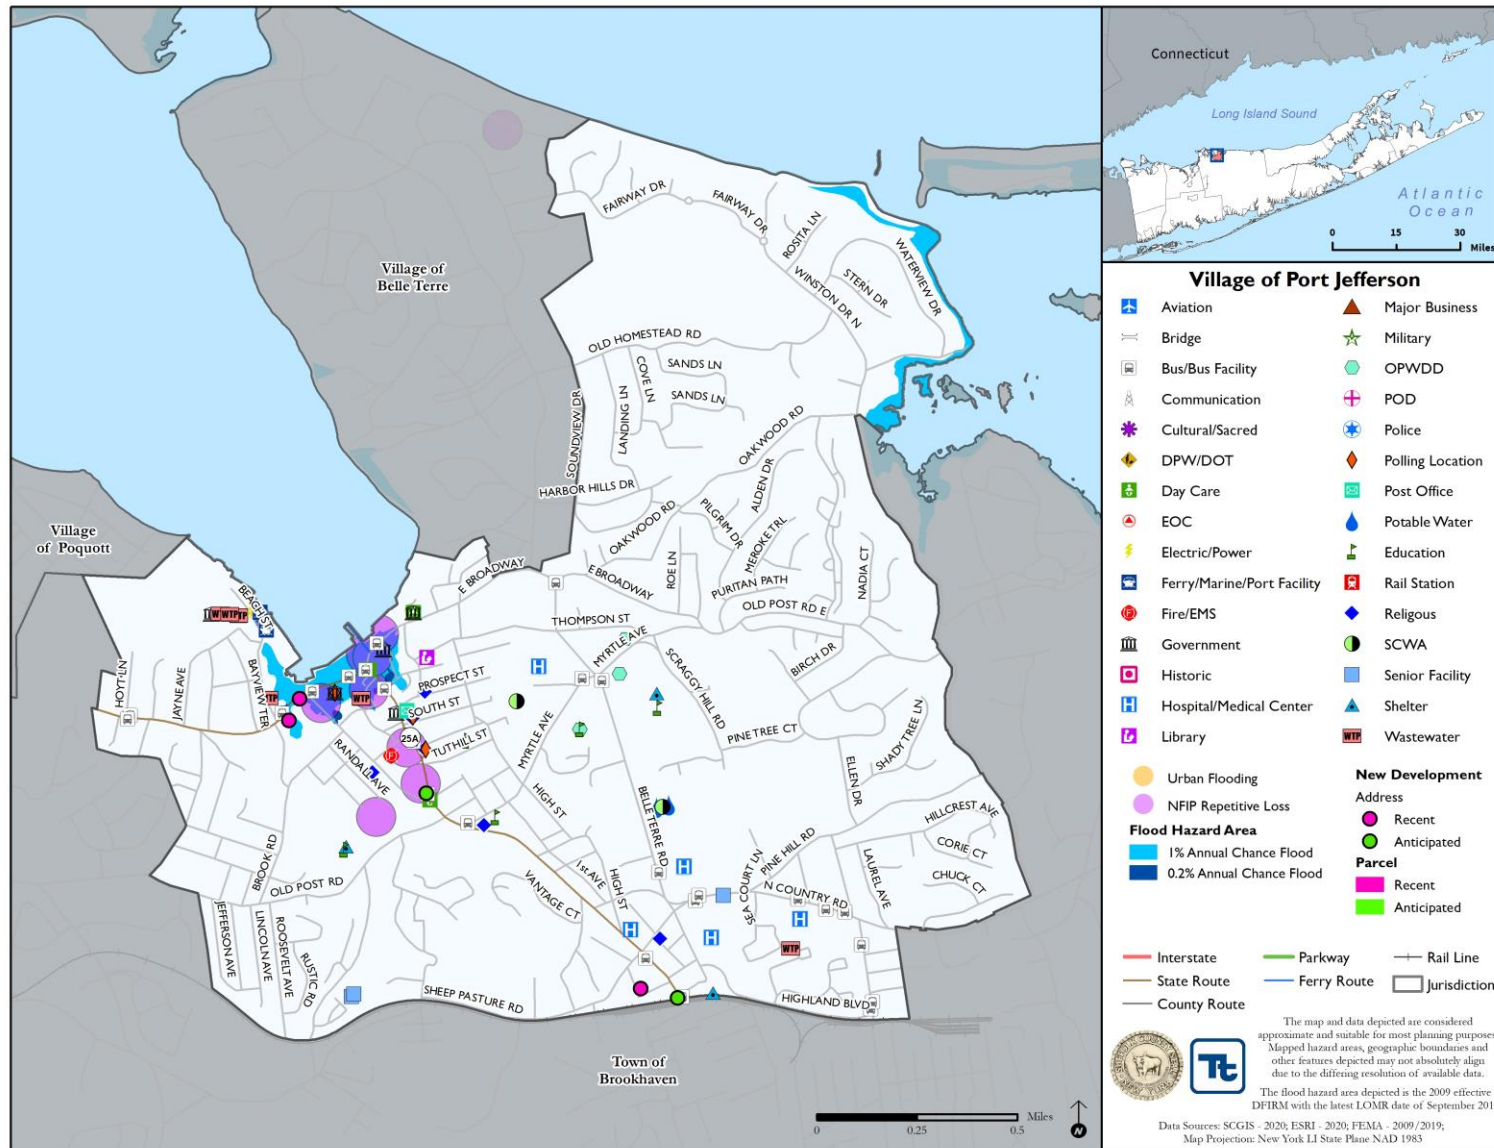 Village of
Belle Terre
Village
of Poquott
Town of
Brookhaven
FAIRWAY DR
FAIRWAY DR
ROSITA LN
WATERVIEW DR
STERN DR
WINSTON DR N
OLD HOMESTEAD RD
COVE LN
SANDS LN
SANDS LN
LANDING LN
SOUNDVIEW DR
OAKWOOD RD
HARBOR HILLS DR
ALDEN DR
OAKWOOD RD
PILGRIM DR
MEROKE TRL
E BROADWAY
E BROADWAY
ROE LN
PURITAN PATH
NADIA CT
OLD POST RD E
THOMPSON ST
BEACH ST
MYRTLE AVE
SCRAGGY HILL RD
BIRCH DR
HOYT LN
JAYNE AVE
BAYVIEW TER
PROSPECT ST
SOUTH ST
TUTHILL ST
25A
WTP
WTP
RANDALL AVE
MYRTLE AVE
PINE TREE CT
SHADY TREE LN
ELLEN DR
HIGH ST
BELLE TERRE RD
HILLCREST AVE
CORIE CT
CHUCK CT
PINE HILL RD
LAUREL AVE
SEA COURT LN
N COUNTRY RD
BROOK RD
OLD POST RD
1st AVE
HIGH ST
VANTAGE CT
JEFFERSON AVE
LINCOLN AVE
ROOSEVELT AVE
RUSTIC RD
SHEEP PASTURE RD
WTP
HIGHLAND BLVD
Miles
0 0.25 0.5
N
Connecticut
Long Island Sound
Atlantic
Ocean
0 15 30
Miles
Village of Port Jefferson
Aviation
Bridge
Bus/Bus Facility
Communication
Cultural/Sacred
DPW/DOT
Day Care
EOC
Electric/Power
Ferry/Marine/Port Facility
Fire/EMS
Government
Historic
Hospital/Medical Center
Library
Major Business
Military
OPWDD
POD
Police
Polling Location
Post Office
Potable Water
Education
Rail Station
Religous
SCWA
Senior Facility
Shelter
WTP Wastewater
Urban Flooding
NFIP Repetitive Loss
Flood Hazard Area
1% Annual Chance Flood
0.2% Annual Chance Flood
New Development
Address
Recent
Anticipated
Parcel
Recent
Anticipated
Interstate
State Route
County Route
Parkway
Ferry Route
Rail Line
Jurisdiction
Tt
The map and data depicted are considered
approximate and suitable for most planning purposes
Mapped hazard areas, geographic boundaries and
other features depicted may not absolutely align
due to the differing resolution of available data.
The flood hazard area depicted is the 2009 effective
DFIRM with the latest LOMR date of September 201
Data Sources: SCGIS - 2020; ESRI - 2020; FEMA - 2009/2019;
Map Projection: New York LI State Plane NAD 1983